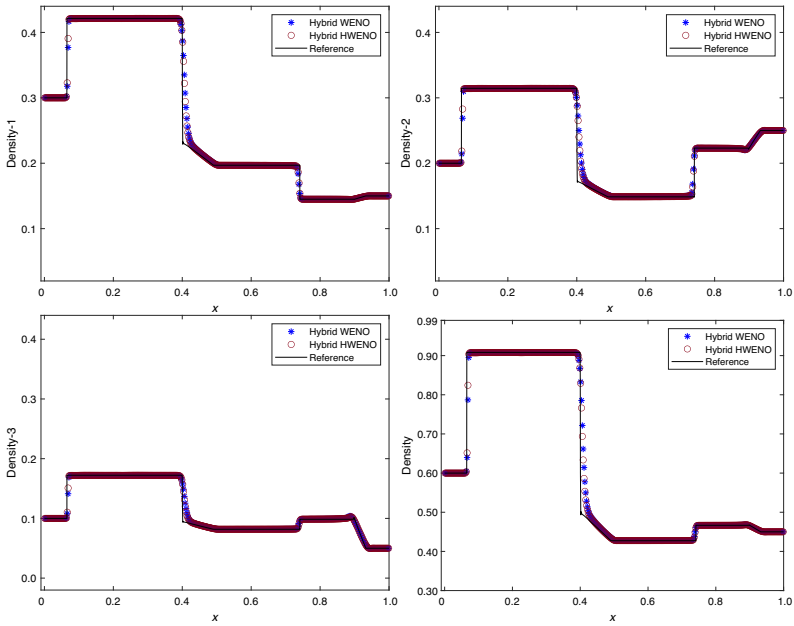 0.4
0.3
0.2
0.1
Density-1
0 0.2 0.4 0.6 0.8 1.0
x
Hybrid WENO
Hybrid HWENO
Reference
0.4
0.3
0.2
0.1
Density-2
0 0.2 0.4 0.6 0.8 1.0
x
Hybrid WENO
Hybrid HWENO
Reference
0.4
0.3
0.2
0.1
0.0
Density-3
0 0.2 0.4 0.6 0.8 1.0
x
Hybrid WENO
Hybrid HWENO
Reference
0.99
0.90
0.80
0.70
0.60
0.50
0.40
0.30
Density
0 0.2 0.4 0.6 0.8 1.0
x
Hybrid WENO
Hybrid HWENO
Reference